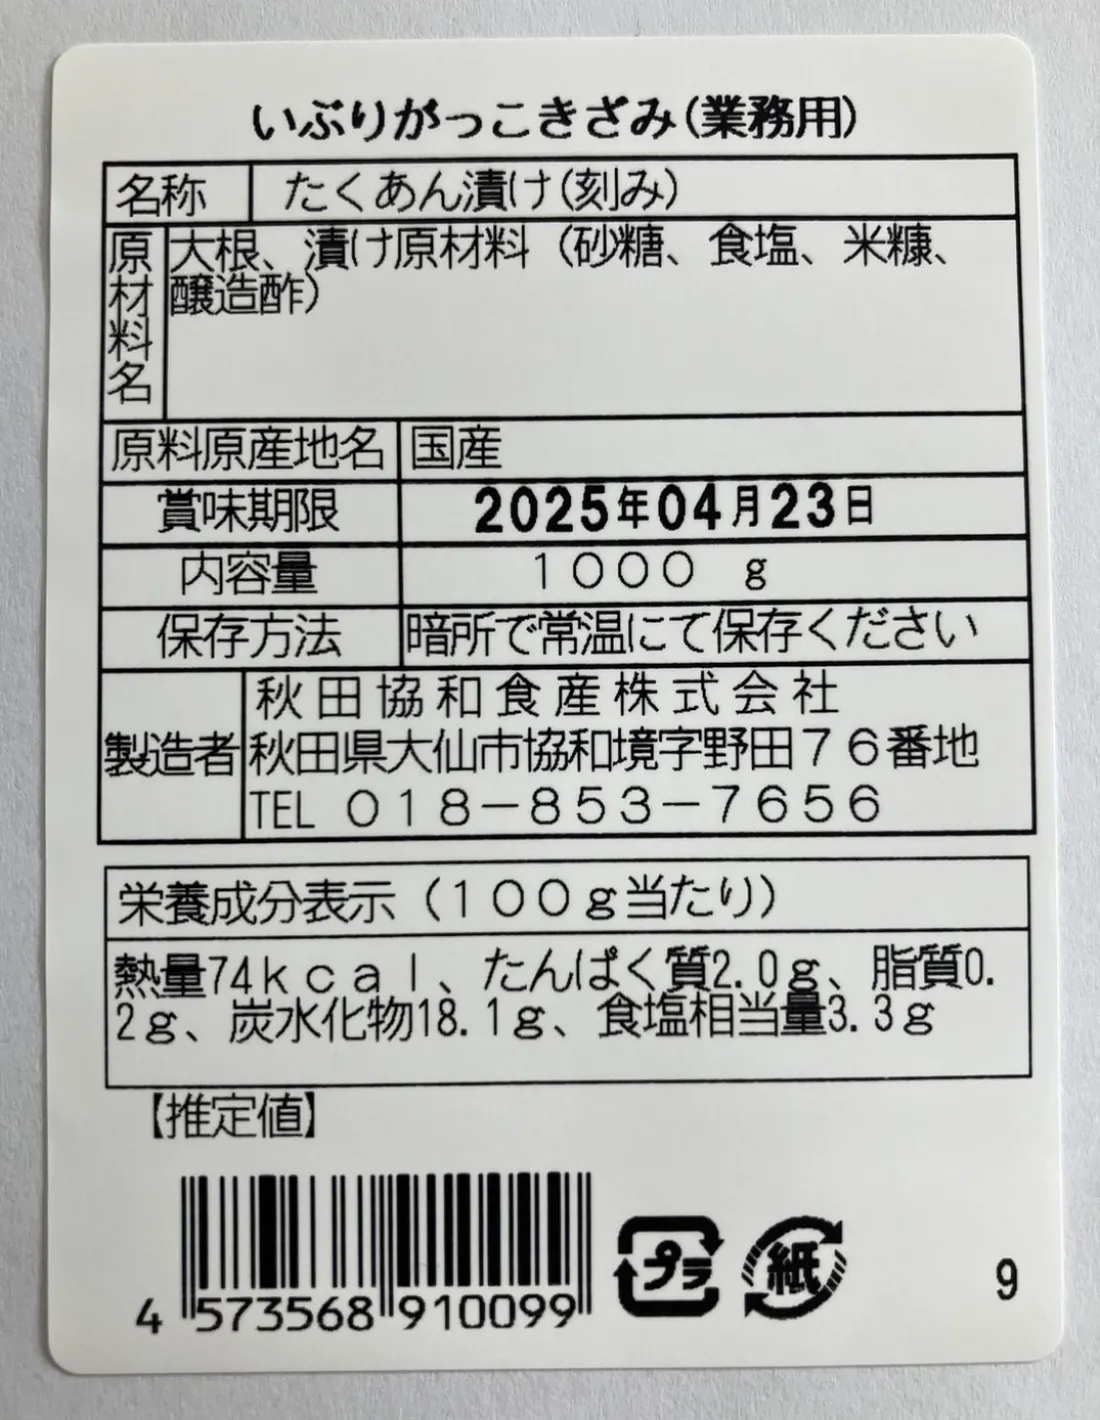 いぶりがっこきざみ(業務用)
名称 たくあん漬け(刻み)
原材料名 大根、漬け原材料(砂糖、食塩、米糠、
醸造酢)
原料原産地名 国産
賞味期限 2025年04月23日
内容量 1000 g
保存方法 暗所で常温にて保存ください
製造者 秋田協和食産株式会社
秋田県大仙市協和境字野田76番地
TEL 018-853-7656
栄養成分表示(100g当たり)
熱量74kcal、たんぱく質2.0g、脂質0.
2g、炭水化物18.1g、食塩相当量3.3g
【推定値】
4 573568 910099
プラ
紙
9